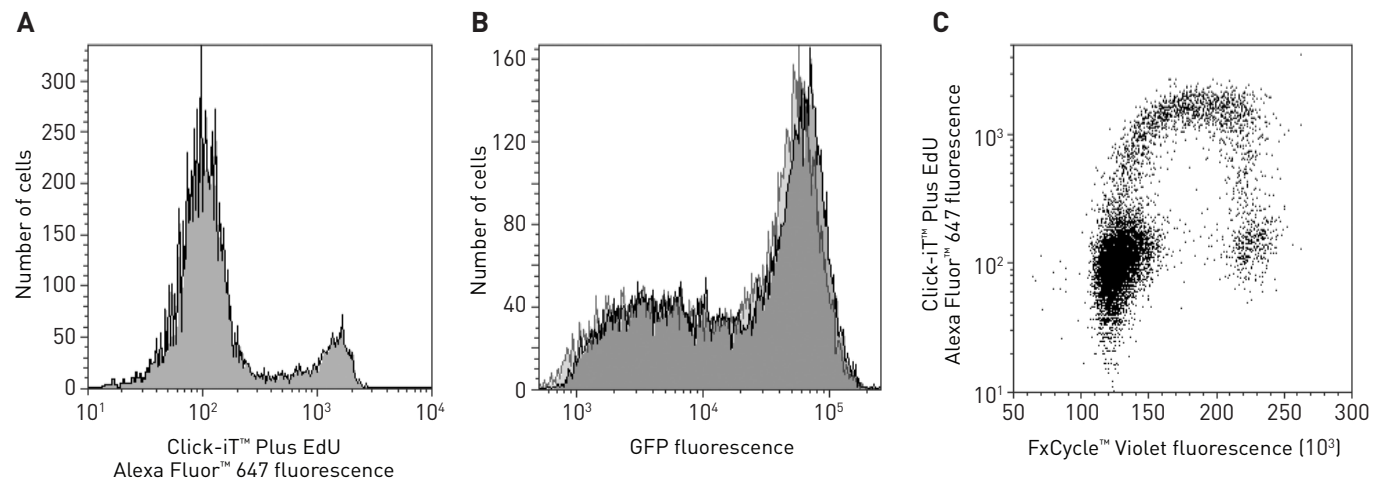 A
B
C
Number of cells
300
250
200
150
100
50
0
10¹
10²
10³
10⁴
Click-iT™ Plus EdU
Alexa Fluor™ 647 fluorescence
Number of cells
160
120
80
40
0
10³
10⁴
10⁵
GFP fluorescence
Click-iT™ Plus EdU
Alexa Fluor™ 647 fluorescence
10³
10²
10¹
50
100
150
200
250
300
FxCycle™ Violet fluorescence (10³)